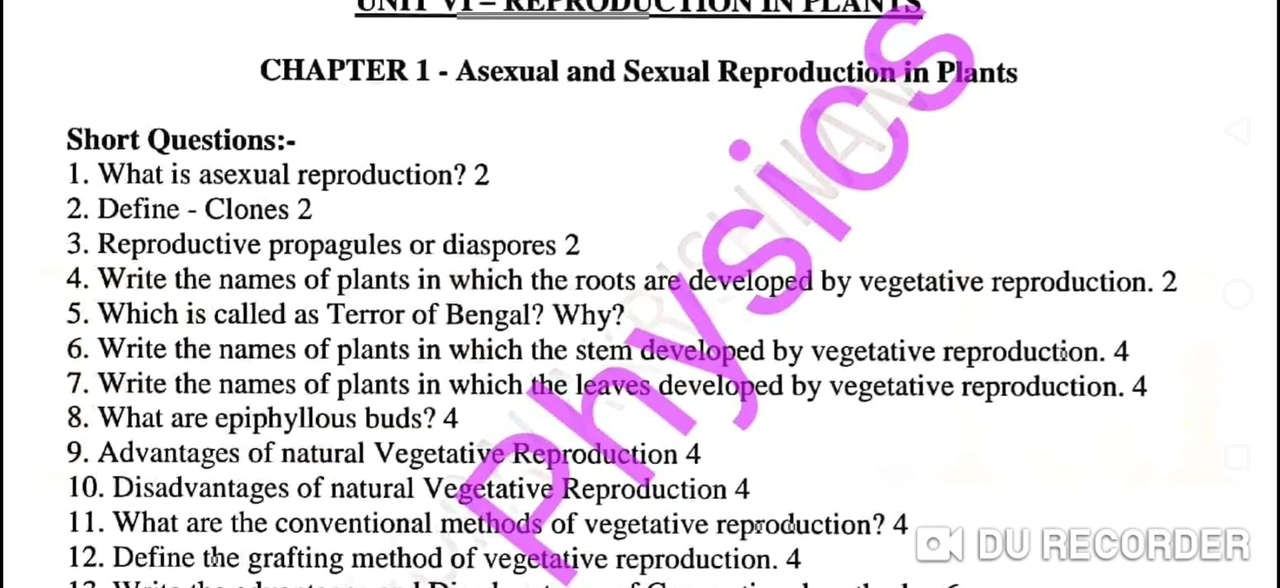 UNIT VI – REPRODUCTION IN PLANTS
CHAPTER 1 - Asexual and Sexual Reproduction in Plants
Short Questions:-
1. What is asexual reproduction? 2
2. Define - Clones 2
3. Reproductive propagules or diaspores 2
4. Write the names of plants in which the roots are developed by vegetative reproduction. 2
5. Which is called as Terror of Bengal? Why?
6. Write the names of plants in which the stem developed by vegetative reproduction. 4
7. Write the names of plants in which the leaves developed by vegetative reproduction. 4
8. What are epiphyllous buds? 4
9. Advantages of natural Vegetative Reproduction 4
10. Disadvantages of natural Vegetative Reproduction 4
11. What are the conventional methods of vegetative reproduction? 4
12. Define the grafting method of vegetative reproduction. 4
Physics
DU RECORDER